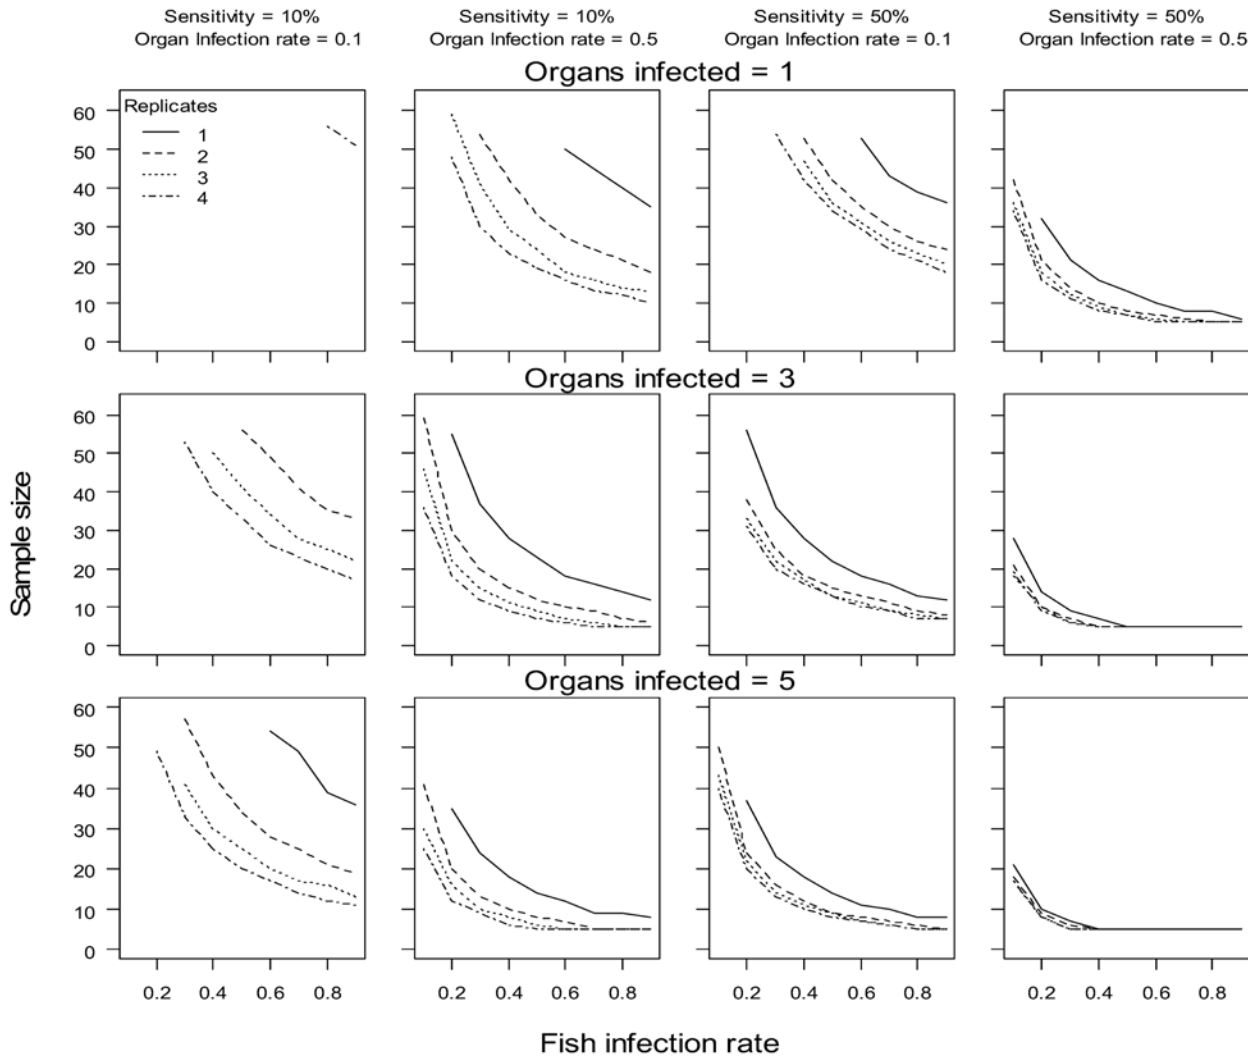 Sensitivity = 10% Sensitivity = 10% Sensitivity = 50% Sensitivity = 50%
Organ Infection rate = 0.1 Organ Infection rate = 0.5 Organ Infection rate = 0.1 Organ Infection rate = 0.5
Organs infected = 1
Replicates
1
2
3
4
60
50
40
30
20
10
0
Organs infected = 3
60
50
40
30
20
10
0
Sample size
Organs infected = 5
60
50
40
30
20
10
0
0.2 0.4 0.6 0.8 0.2 0.4 0.6 0.8 0.2 0.4 0.6 0.8 0.2 0.4 0.6 0.8
Fish infection rate